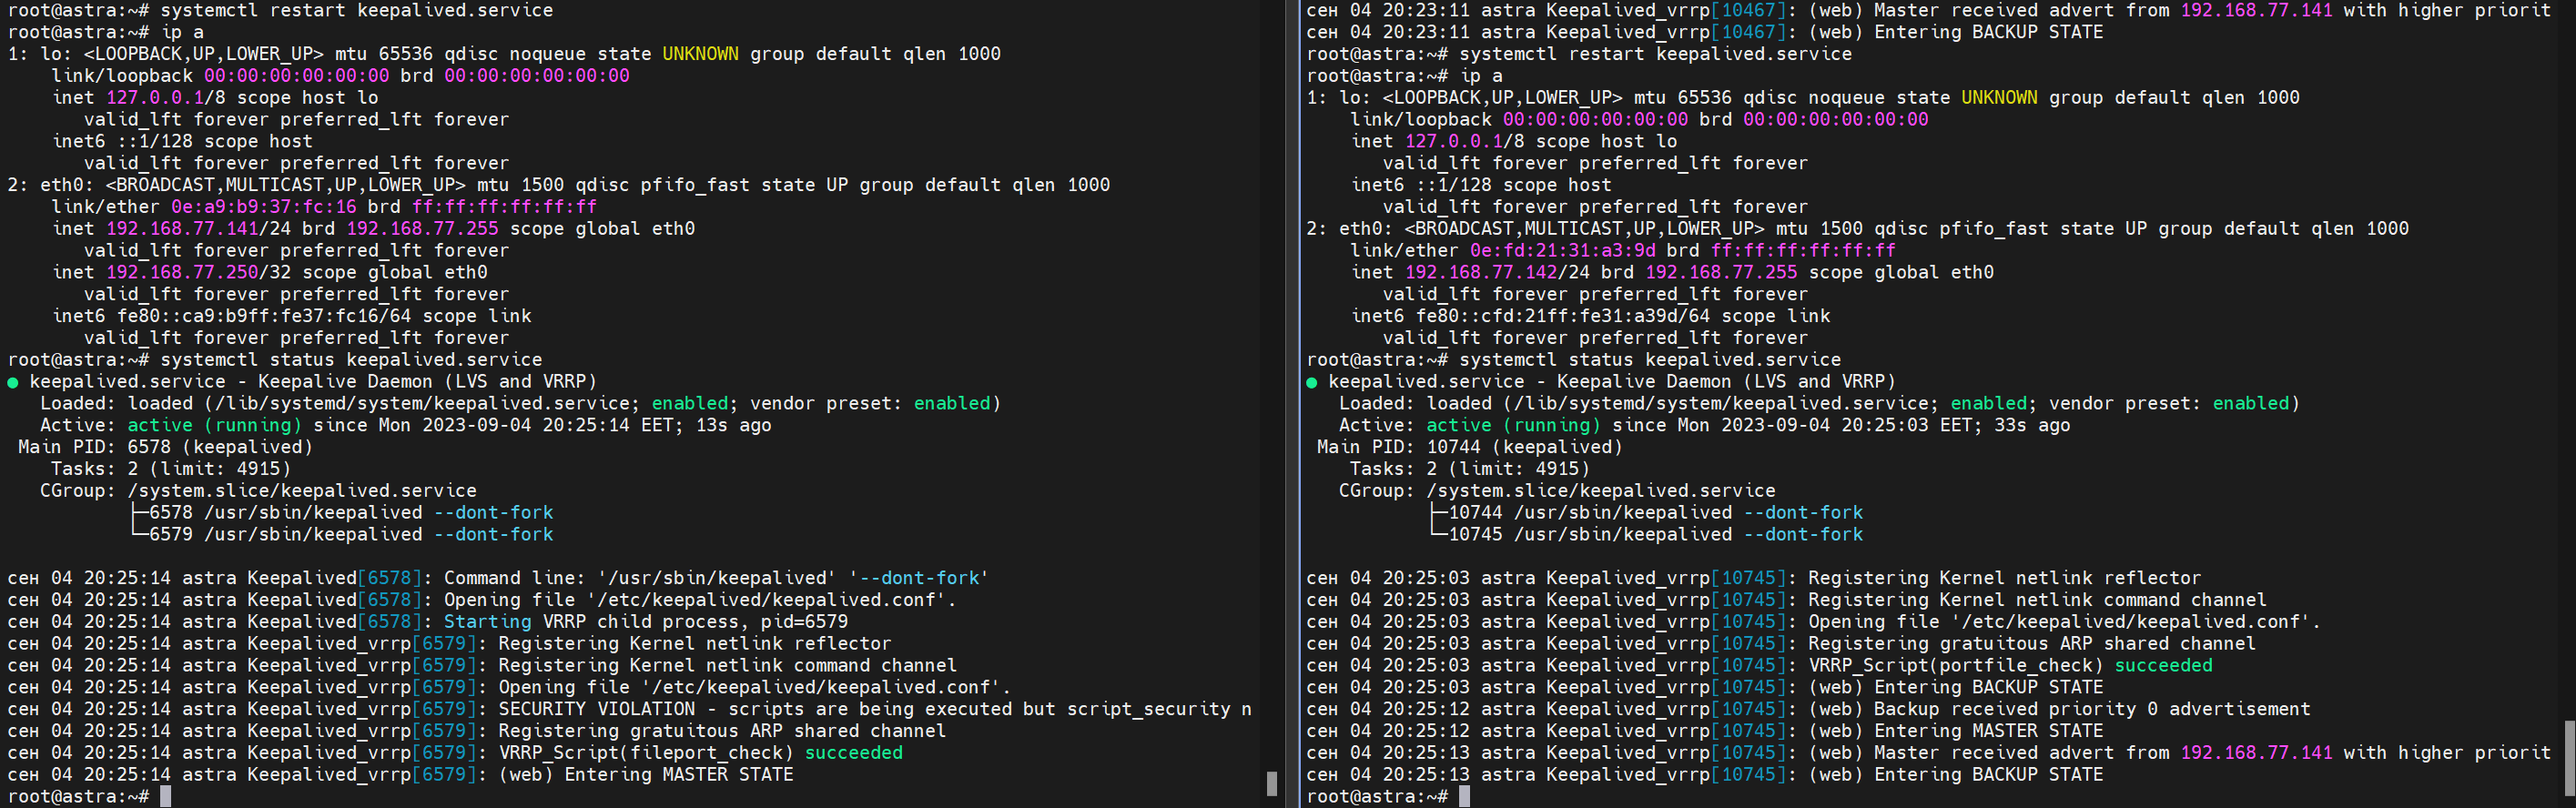 root@astra:~# systemctl restart keepalived.service
root@astra:~# ip a
1: lo: <LOOPBACK,UP,LOWER_UP> mtu 65536 qdisc noqueue state UNKNOWN group default qlen 1000
    link/loopback 00:00:00:00:00:00 brd 00:00:00:00:00:00
    inet 127.0.0.1/8 scope host lo
       valid_lft forever preferred_lft forever
    inet6 ::1/128 scope host
       valid_lft forever preferred_lft forever
2: eth0: <BROADCAST,MULTICAST,UP,LOWER_UP> mtu 1500 qdisc pfifo_fast state UP group default qlen 1000
    link/ether 0e:a9:b9:37:fc:16 brd ff:ff:ff:ff:ff:ff
    inet 192.168.77.141/24 brd 192.168.77.255 scope global eth0
       valid_lft forever preferred_lft forever
    inet 192.168.77.250/32 scope global eth0
       valid_lft forever preferred_lft forever
    inet6 fe80::ca9:b9ff:fe37:fc16/64 scope link
       valid_lft forever preferred_lft forever
root@astra:~# systemctl status keepalived.service
● keepalived.service - Keepalive Daemon (LVS and VRRP)
   Loaded: loaded (/lib/systemd/system/keepalived.service; enabled; vendor preset: enabled)
   Active: active (running) since Mon 2023-09-04 20:25:14 EET; 13s ago
 Main PID: 6578 (keepalived)
    Tasks: 2 (limit: 4915)
   CGroup: /system.slice/keepalived.service
           ├─6578 /usr/sbin/keepalived --dont-fork
           └─6579 /usr/sbin/keepalived --dont-fork
сен 04 20:25:14 astra Keepalived[6578]: Command line: '/usr/sbin/keepalived' '--dont-fork'
сен 04 20:25:14 astra Keepalived[6578]: Opening file '/etc/keepalived/keepalived.conf'.
сен 04 20:25:14 astra Keepalived[6578]: Starting VRRP child process, pid=6579
сен 04 20:25:14 astra Keepalived_vrrp[6579]: Registering Kernel netlink reflector
сен 04 20:25:14 astra Keepalived_vrrp[6579]: Registering Kernel netlink command channel
сен 04 20:25:14 astra Keepalived_vrrp[6579]: Opening file '/etc/keepalived/keepalived.conf'.
сен 04 20:25:14 astra Keepalived_vrrp[6579]: SECURITY VIOLATION - scripts are being executed but script_security n
сен 04 20:25:14 astra Keepalived_vrrp[6579]: Registering gratuitous ARP shared channel
сен 04 20:25:14 astra Keepalived_vrrp[6579]: VRRP_Script(fileport_check) succeeded
сен 04 20:25:14 astra Keepalived_vrrp[6579]: (web) Entering MASTER STATE
root@astra:~#
сен 04 20:23:11 astra Keepalived_vrrp[10467]: (web) Master received advert from 192.168.77.141 with higher priorit
сен 04 20:23:11 astra Keepalived_vrrp[10467]: (web) Entering BACKUP STATE
root@astra:~# systemctl restart keepalived.service
root@astra:~# ip a
1: lo: <LOOPBACK,UP,LOWER_UP> mtu 65536 qdisc noqueue state UNKNOWN group default qlen 1000
    link/loopback 00:00:00:00:00:00 brd 00:00:00:00:00:00
    inet 127.0.0.1/8 scope host lo
       valid_lft forever preferred_lft forever
    inet6 ::1/128 scope host
       valid_lft forever preferred_lft forever
2: eth0: <BROADCAST,MULTICAST,UP,LOWER_UP> mtu 1500 qdisc pfifo_fast state UP group default qlen 1000
    link/ether 0e:fd:21:31:a3:9d brd ff:ff:ff:ff:ff:ff
    inet 192.168.77.142/24 brd 192.168.77.255 scope global eth0
       valid_lft forever preferred_lft forever
    inet6 fe80::cfd:21ff:fe31:a39d/64 scope link
       valid_lft forever preferred_lft forever
root@astra:~# systemctl status keepalived.service
● keepalived.service - Keepalive Daemon (LVS and VRRP)
   Loaded: loaded (/lib/systemd/system/keepalived.service; enabled; vendor preset: enabled)
   Active: active (running) since Mon 2023-09-04 20:25:03 EET; 33s ago
 Main PID: 10744 (keepalived)
    Tasks: 2 (limit: 4915)
   CGroup: /system.slice/keepalived.service
           ├─10744 /usr/sbin/keepalived --dont-fork
           └─10745 /usr/sbin/keepalived --dont-fork
сен 04 20:25:03 astra Keepalived_vrrp[10745]: Registering Kernel netlink reflector
сен 04 20:25:03 astra Keepalived_vrrp[10745]: Registering Kernel netlink command channel
сен 04 20:25:03 astra Keepalived_vrrp[10745]: Opening file '/etc/keepalived/keepalived.conf'.
сен 04 20:25:03 astra Keepalived_vrrp[10745]: Registering gratuitous ARP shared channel
сен 04 20:25:03 astra Keepalived_vrrp[10745]: VRRP_Script(portfile_check) succeeded
сен 04 20:25:03 astra Keepalived_vrrp[10745]: (web) Entering BACKUP STATE
сен 04 20:25:12 astra Keepalived_vrrp[10745]: (web) Backup received priority 0 advertisement
сен 04 20:25:12 astra Keepalived_vrrp[10745]: (web) Entering MASTER STATE
сен 04 20:25:13 astra Keepalived_vrrp[10745]: (web) Master received advert from 192.168.77.141 with higher priorit
сен 04 20:25:13 astra Keepalived_vrrp[10745]: (web) Entering BACKUP STATE
root@astra:~#